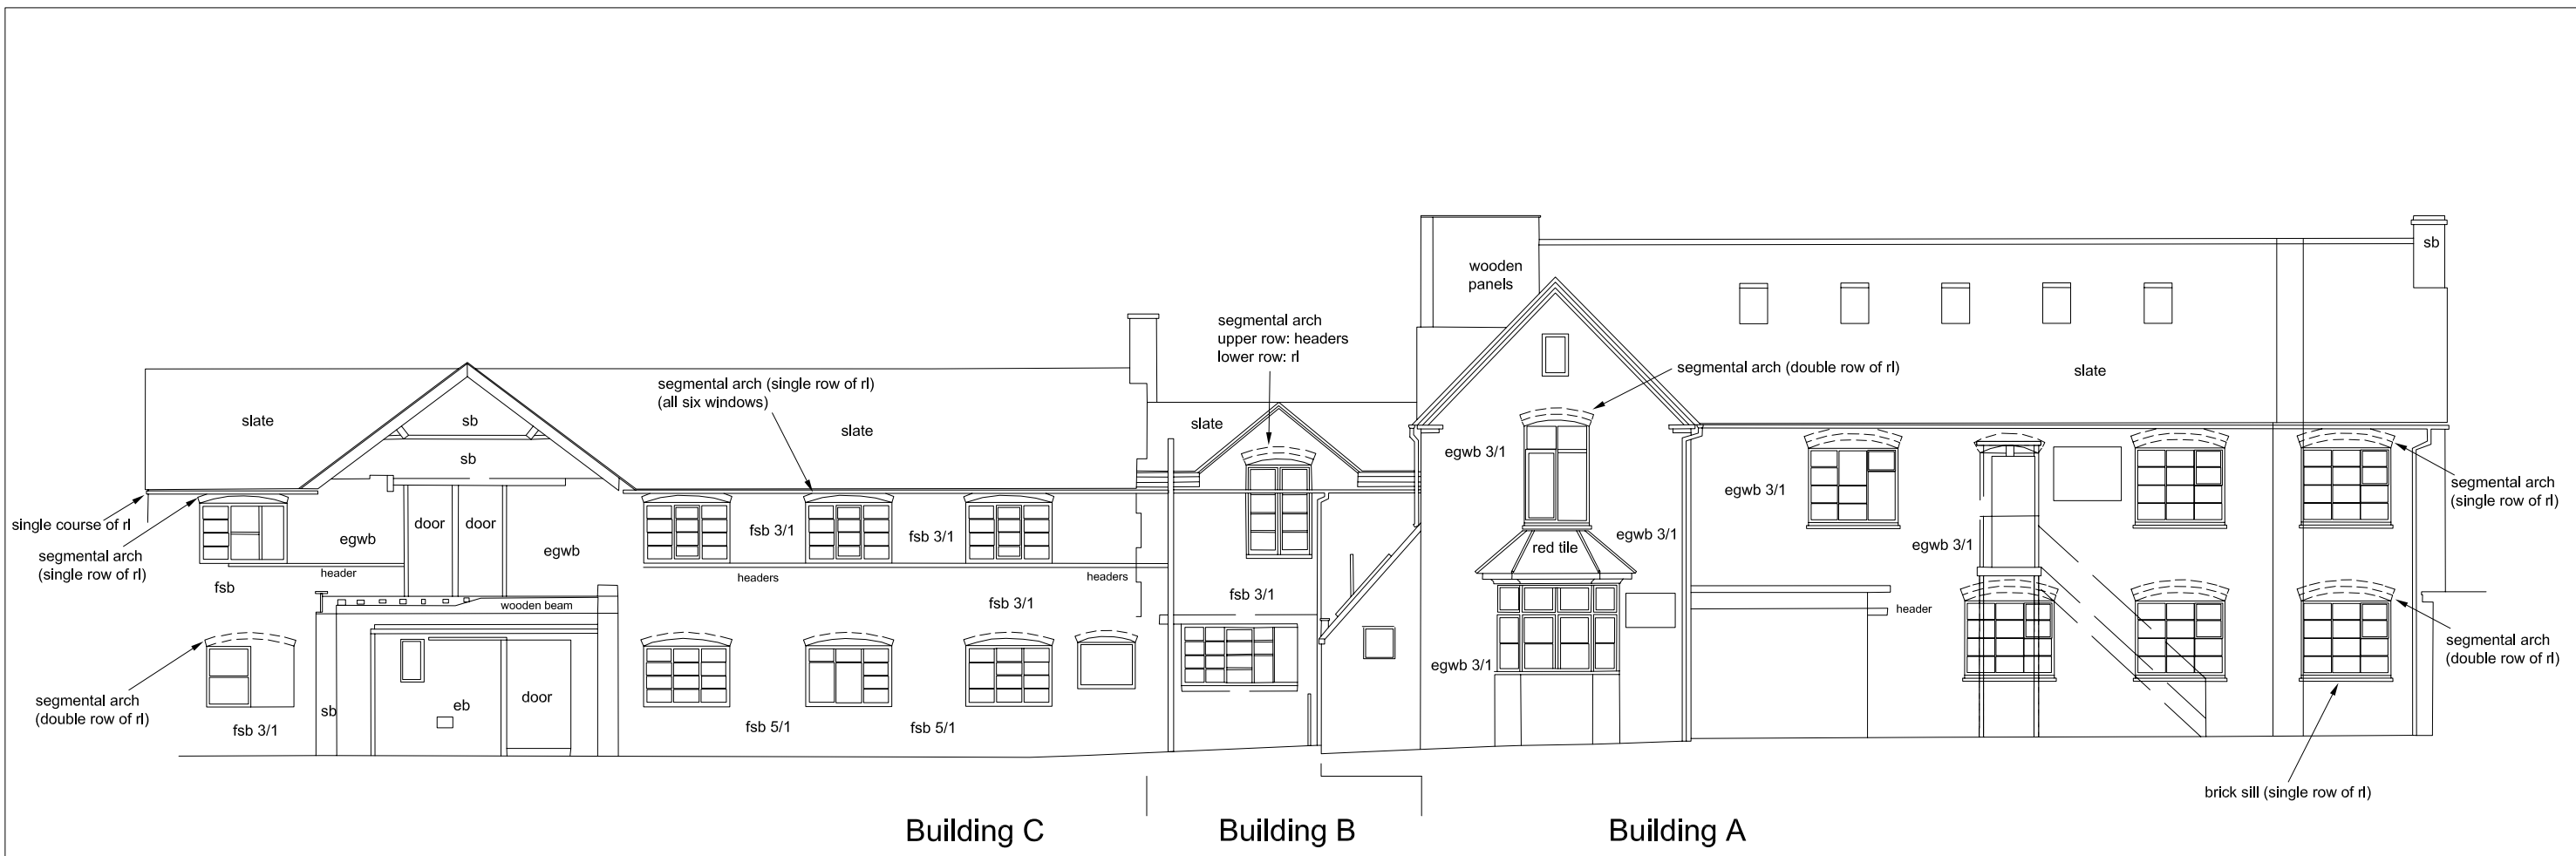 sb
wooden
panels
segmental arch
upper row: headers
lower row: rl
segmental arch (double row of rl)
slate
segmental arch (single row of rl)
(all six windows)
slate
sb
slate
slate
sb
egwb 3/1
egwb 3/1
segmental arch
(single row of rl)
single course of rl
segmental arch
(single row of rl)
egwb
door
door
egwb
fsb 3/1
fsb 3/1
egwb 3/1
egwb 3/1
red tile
header
headers
headers
fsb
wooden beam
fsb 3/1
fsb 3/1
header
segmental arch
(double row of rl)
egwb 3/1
segmental arch
(double row of rl)
sb
eb
door
fsb 3/1
fsb 5/1
fsb 5/1
brick sill (single row of rl)
Building C
Building B
Building A